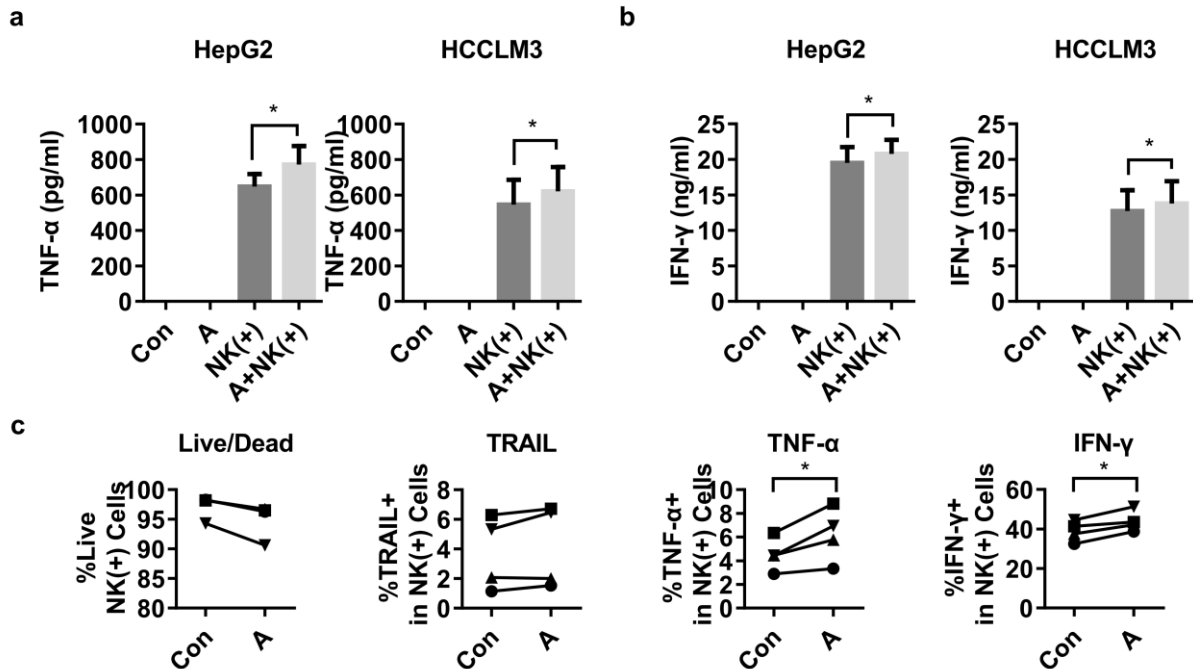 a
HepG2
HCCLM3
TNF-α (pg/ml)
1000
800
600
400
200
0
*
Con
A
NK(+)
A+NK(+)
TNF-α (pg/ml)
1000
800
600
400
200
0
*
Con
A
NK(+)
A+NK(+)
b
HepG2
HCCLM3
IFN-γ (ng/ml)
25
20
15
10
5
0
*
Con
A
NK(+)
A+NK(+)
IFN-γ (ng/ml)
25
20
15
10
5
0
*
Con
A
NK(+)
A+NK(+)
c
Live/Dead
%Live
NK(+) Cells
100
95
90
85
80
Con
A
TRAIL
%TRAIL+
in NK(+) Cells
8
6
4
2
0
Con
A
TNF-α
*
%TNF-α+
in NK(+) Cells
10
8
6
4
2
0
Con
A
IFN-γ
*
%IFN-γ+
in NK(+) Cells
60
40
20
0
Con
A